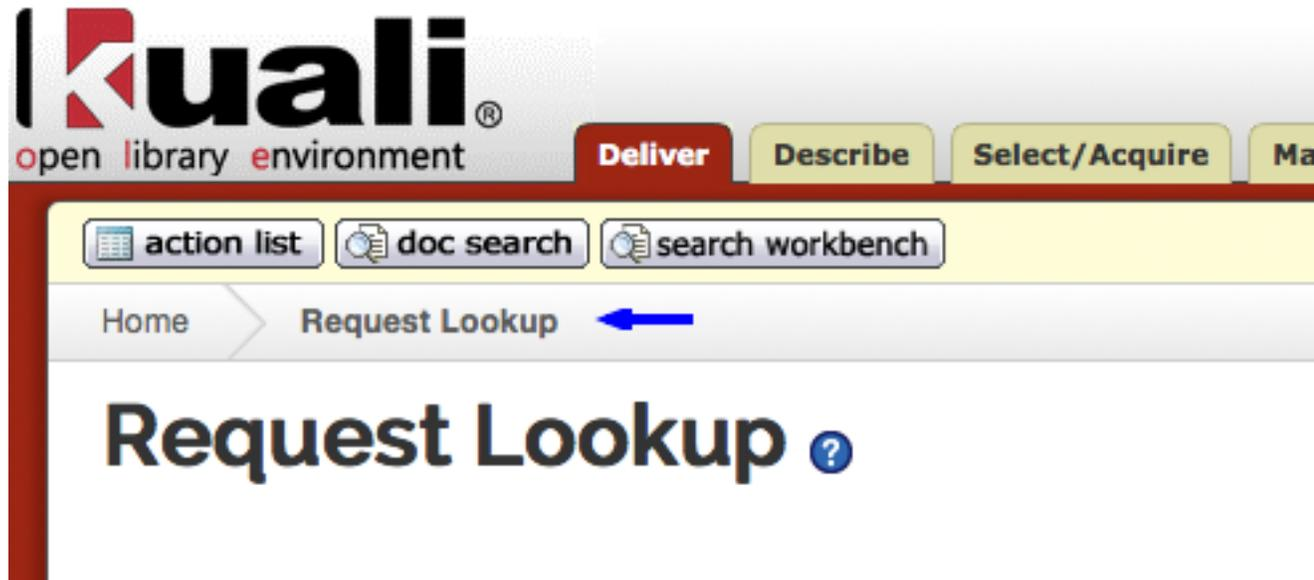 Kuali®
open library environment
Deliver Describe Select/Acquire Ma
action list doc search search workbench
Home Request Lookup
Request Lookup ?